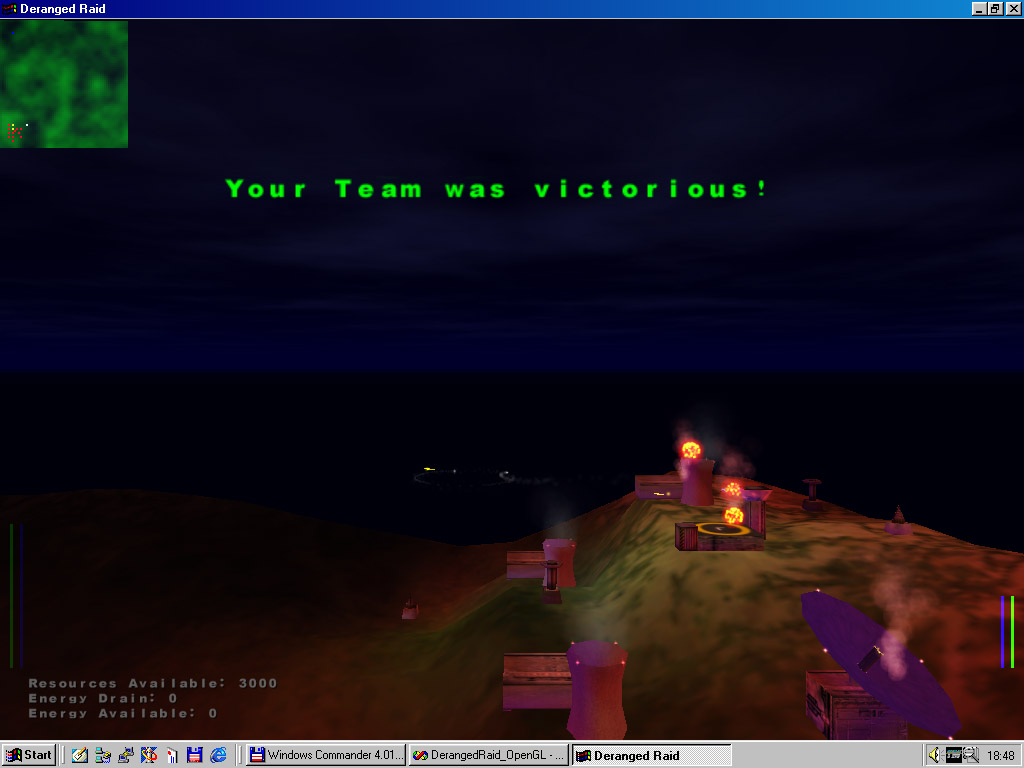 Deranged Raid
Your Team was victorious!
Resources Available: 3000
Energy Drain: 0
Energy Available: 0
Start
Windows Commander 4.01...
DerangedRaid_OpenGL - ...
Deranged Raid
18:48